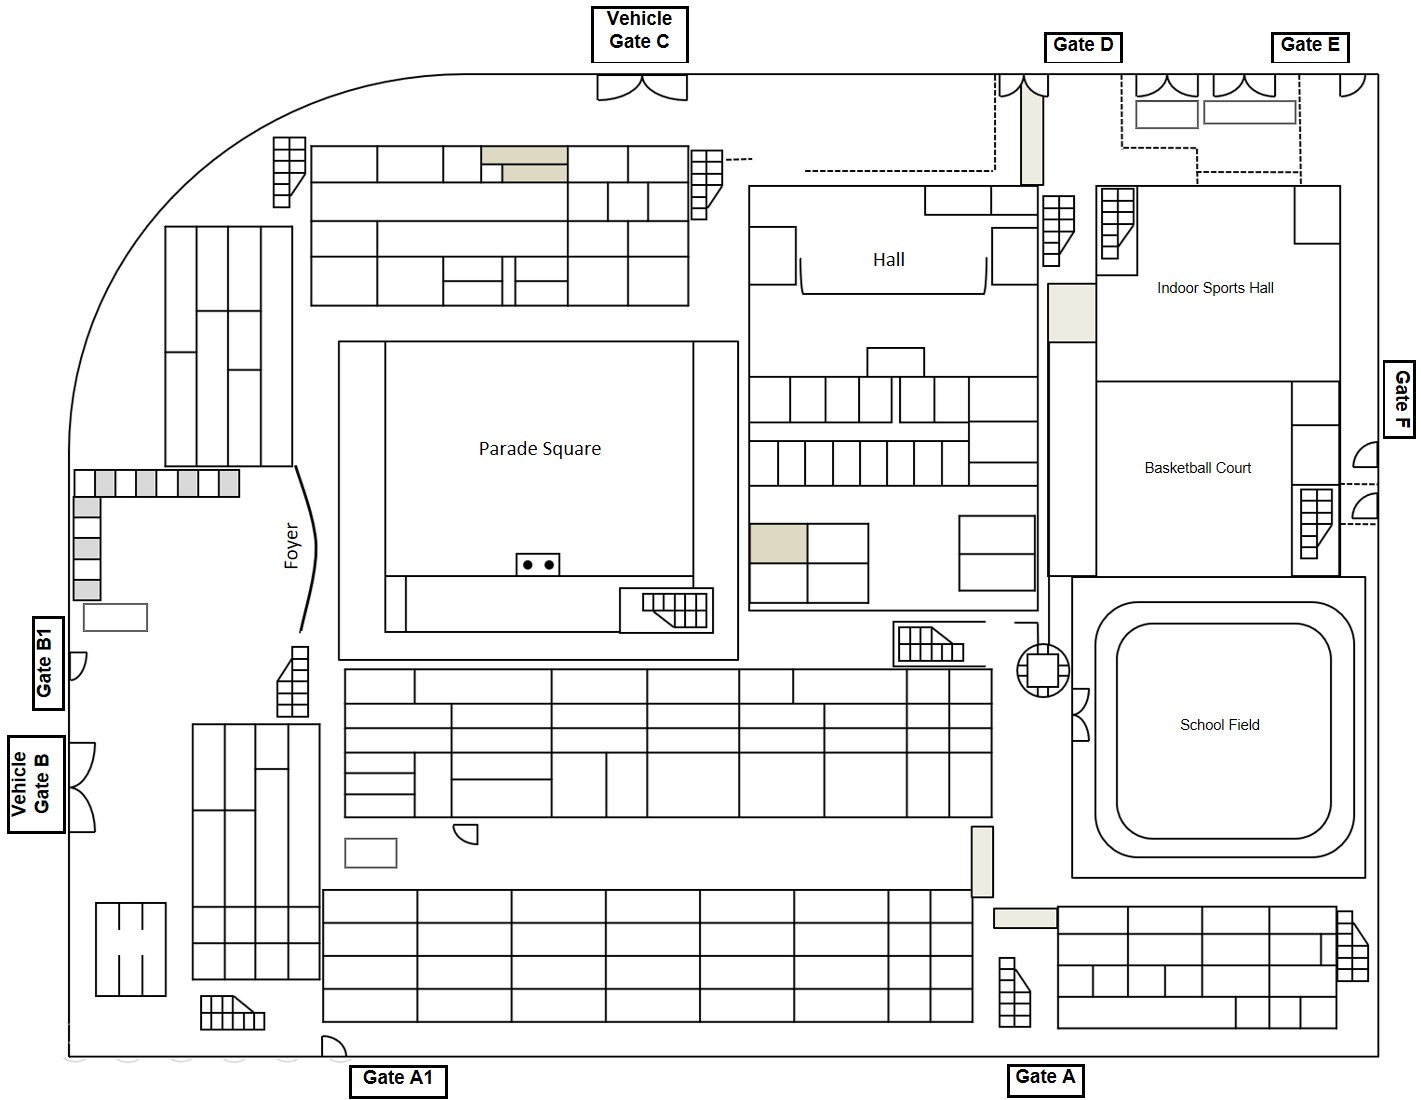 Vehicle
Gate C
Gate D
Gate E
Hall
Indoor Sports Hall
Gate F
Parade Square
Basketball Court
Foyer
Gate B1
School Field
Vehicle
Gate B
Gate A1
Gate A